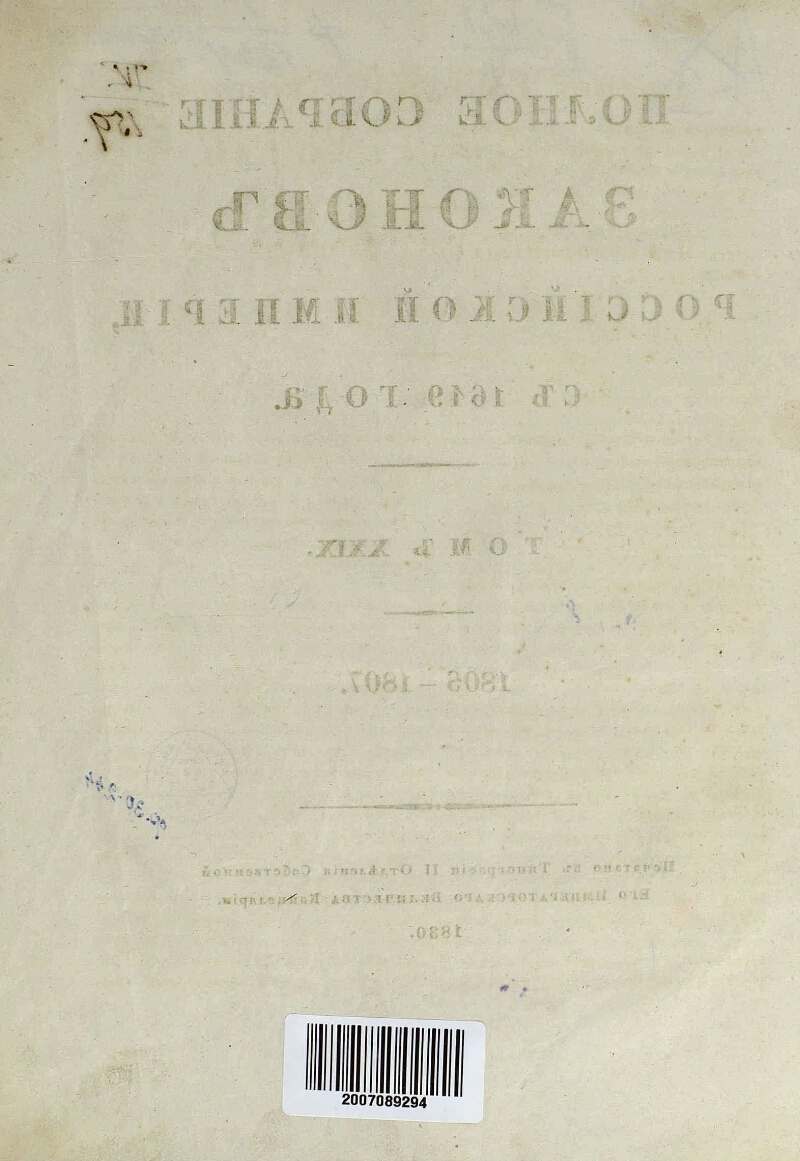 ПОЛНОЕ СОБРАНІЕ
ЗАКОНОВЪ
РОССІЙСКОЙ ИМПЕРІИ,
СЪ 1649 ГОДА.
ТОМЪ XXIX.
1806 – 1807.
Печатано въ Типографіи II Отдѣленія Собственной
Его Императорскаго Величества Канцеляріи.
1830.
2007089294